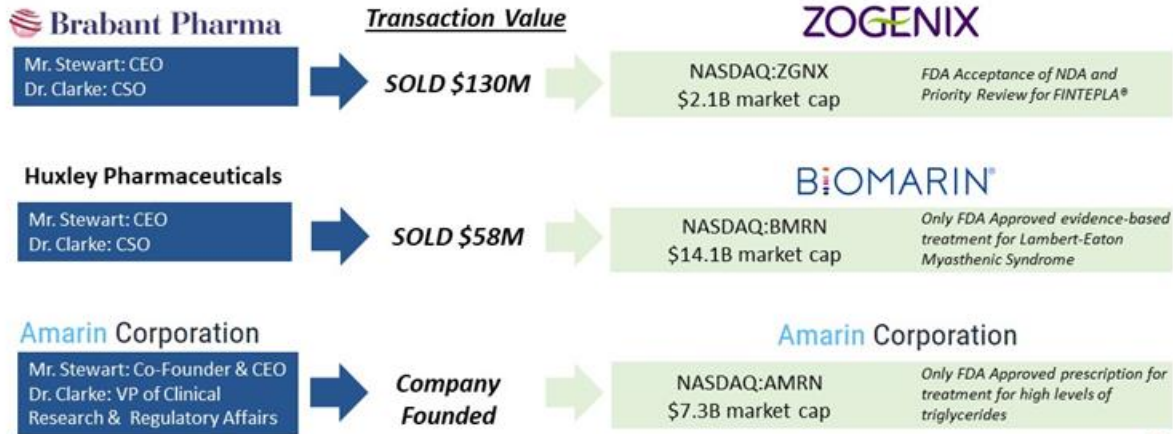 Brabant Pharma
Transaction Value
ZOGENIX
Mr. Stewart: CEO
Dr. Clarke: CSO
SOLD $130M
NASDAQ:ZGNX
$2.1B market cap
FDA Acceptance of NDA and
Priority Review for FINTEPLA®
Huxley Pharmaceuticals
BIOMARIN®
Mr. Stewart: CEO
Dr. Clarke: CSO
SOLD $58M
NASDAQ:BMRN
$14.1B market cap
Only FDA Approved evidence-based
treatment for Lambert-Eaton
Myasthenic Syndrome
Amarin Corporation
Amarin Corporation
Mr. Stewart: Co-Founder & CEO
Dr. Clarke: VP of Clinical
Research & Regulatory Affairs
Company
Founded
NASDAQ:AMRN
$7.3B market cap
Only FDA Approved prescription for
treatment for high levels of
triglycerides